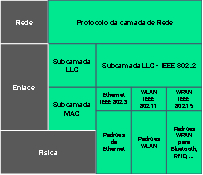 Rede
Protocolo da camada de Rede
Enlace
Subcamada
LLC
Subcamada LLC - IEEE 802.2
Subcamada
MAC
Ethernet
IEEE 802.3
WLAN
IEEE
802.11
WPAN
IEEE
802.15
Física
Padrões
de
Ethernet
Padrões
WLAN
Padrões
WPAN
para
Bluetooth,
RFID, ...